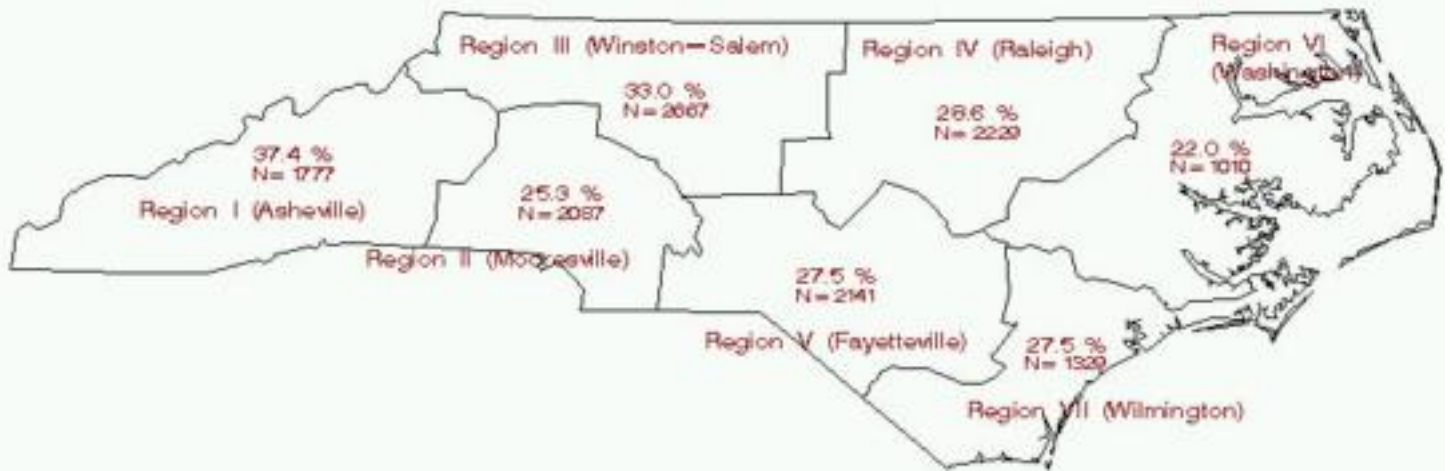 Region III (Winston-Salem)
33.0 %
N= 2667
Region IV (Raleigh)
28.6 %
N= 2229
Region VI
(Washington)
22.0 %
N= 1010
37.4 %
N= 1777
Region I (Asheville)
25.3 %
N= 2087
Region II (Mooresville)
27.5 %
N= 2141
Region V (Fayetteville)
27.5 %
N= 1329
Region VII (Wilmington)